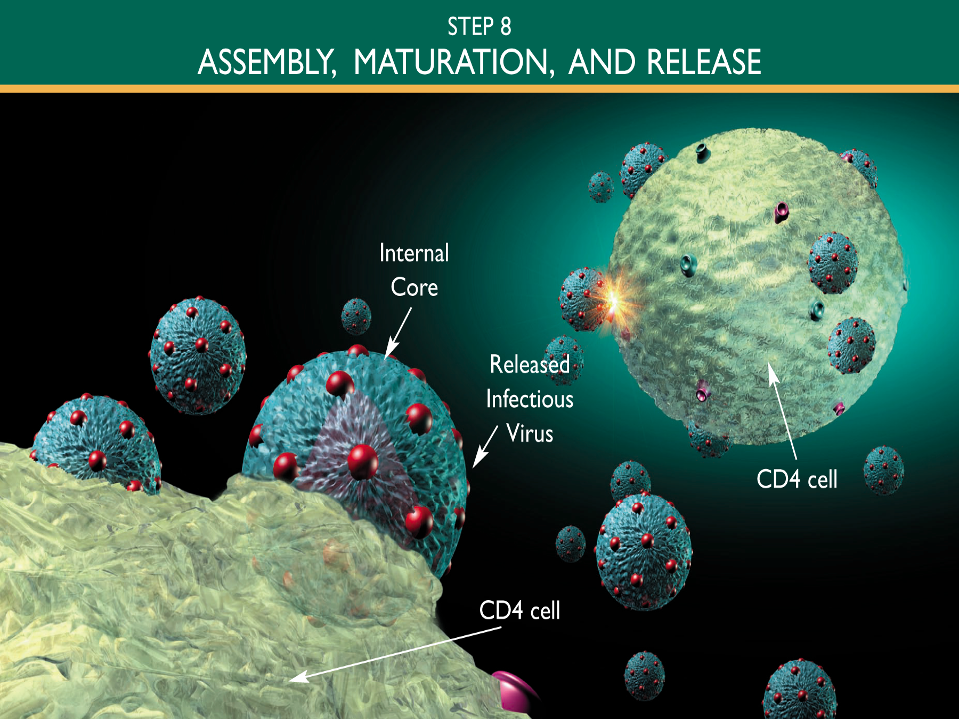 STEP 8
ASSEMBLY, MATURATION, AND RELEASE
Internal
Core
Released
Infectious
Virus
CD4 cell
CD4 cell